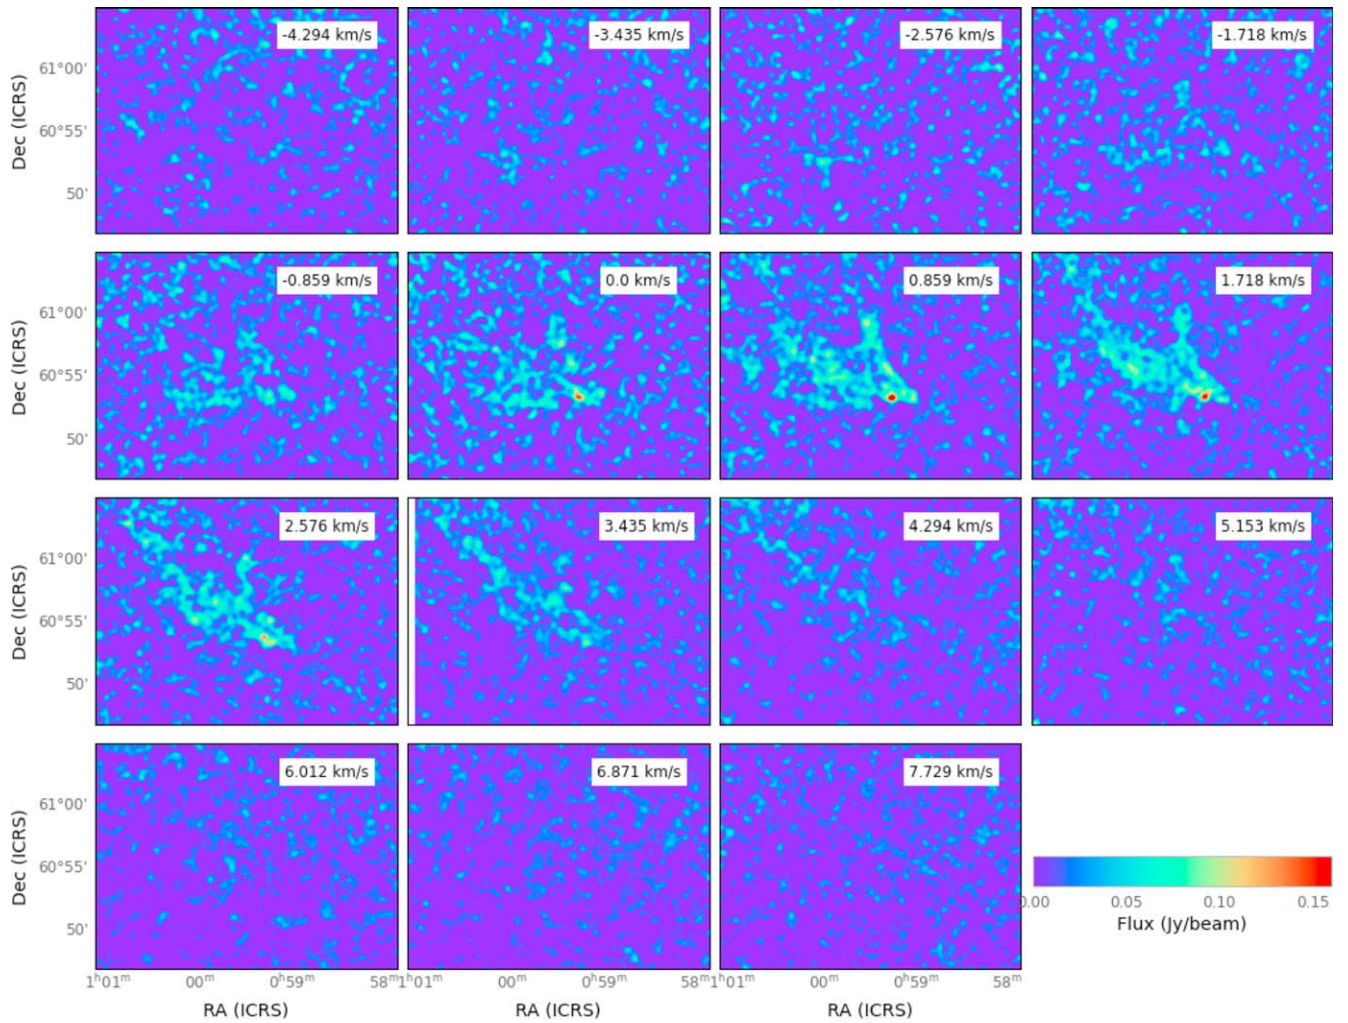 -4.294 km/s
-3.435 km/s
-2.576 km/s
-1.718 km/s
Dec (ICRS)
61°00'
60°55'
50'
-0.859 km/s
0.0 km/s
0.859 km/s
1.718 km/s
Dec (ICRS)
61°00'
60°55'
50'
2.576 km/s
3.435 km/s
4.294 km/s
5.153 km/s
Dec (ICRS)
61°00'
60°55'
50'
6.012 km/s
6.871 km/s
7.729 km/s
Dec (ICRS)
61°00'
60°55'
50'
0.00 0.05 0.10 0.15
Flux (Jy/beam)
1ʰ01ᵐ 00ᵐ 0ʰ59ᵐ 58ᵐ 1ʰ01ᵐ 00ᵐ 0ʰ59ᵐ 58ᵐ 1ʰ01ᵐ 00ᵐ 0ʰ59ᵐ 58ᵐ
RA (ICRS) RA (ICRS) RA (ICRS)